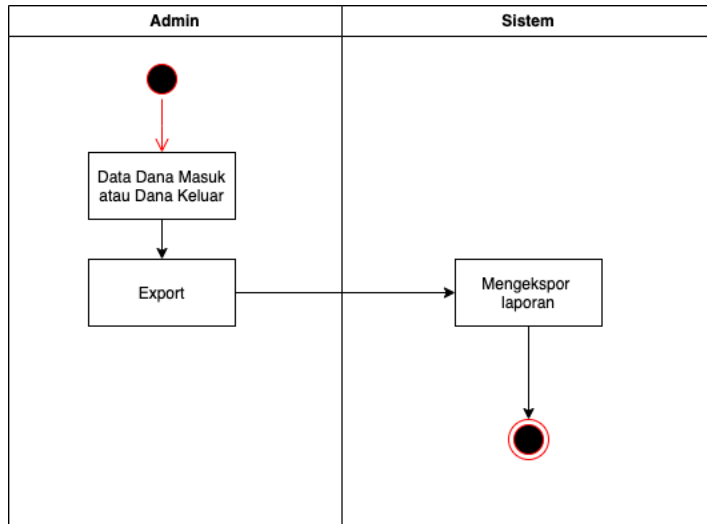 Admin
Sistem
Data Dana Masuk
atau Dana Keluar
Export
Mengekspor
laporan